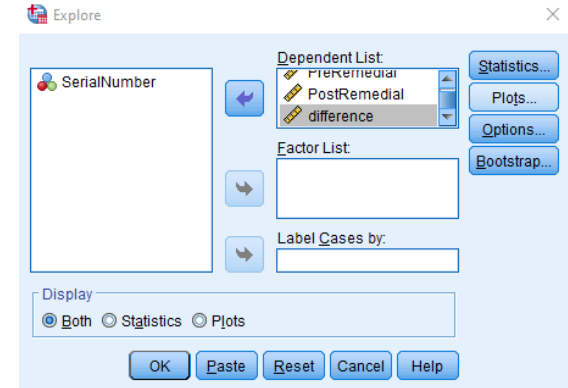 Explore
Dependent List:
SerialNumber
PreRemedial
PostRemedial
difference
Statistics...
Plots...
Options...
Bootstrap...
Factor List:
Label Cases by:
Display
Both Statistics Plots
OK Paste Reset Cancel Help